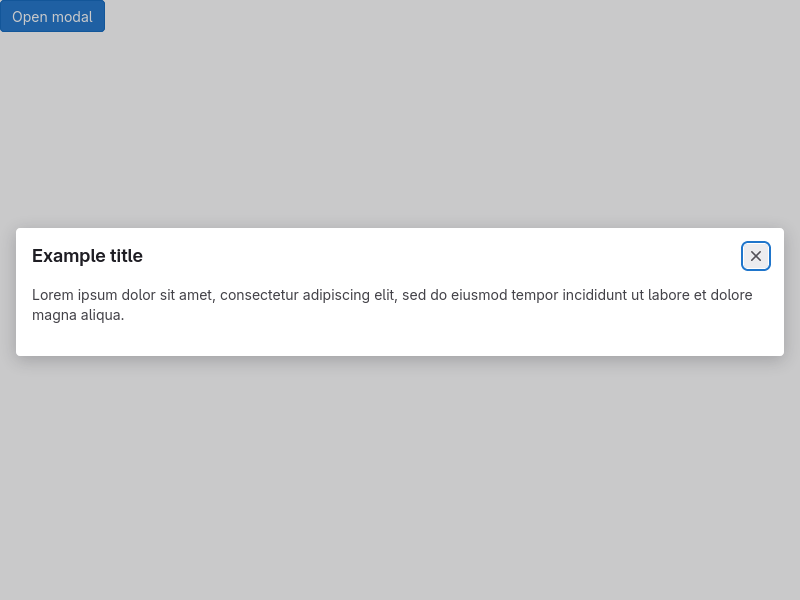 Open modal
Example title
Lorem ipsum dolor sit amet, consectetur adipiscing elit, sed do eiusmod tempor incididunt ut labore et dolore
magna aliqua.